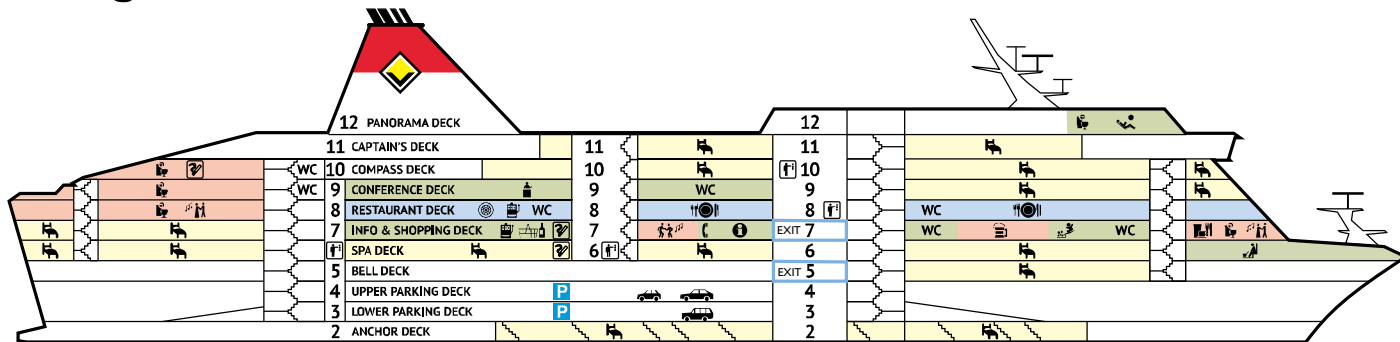 12 PANORAMA DECK 12
11 CAPTAIN'S DECK 11 11
WC 10 COMPASS DECK 10 10
WC 9 CONFERENCE DECK 9 WC 9
8 RESTAURANT DECK WC 8 8 WC
7 INFO & SHOPPING DECK 7 EXIT 7 WC WC
6 SPA DECK 6 6
5 BELL DECK EXIT 5
4 UPPER PARKING DECK P 4
3 LOWER PARKING DECK P 3
2 ANCHOR DECK 2